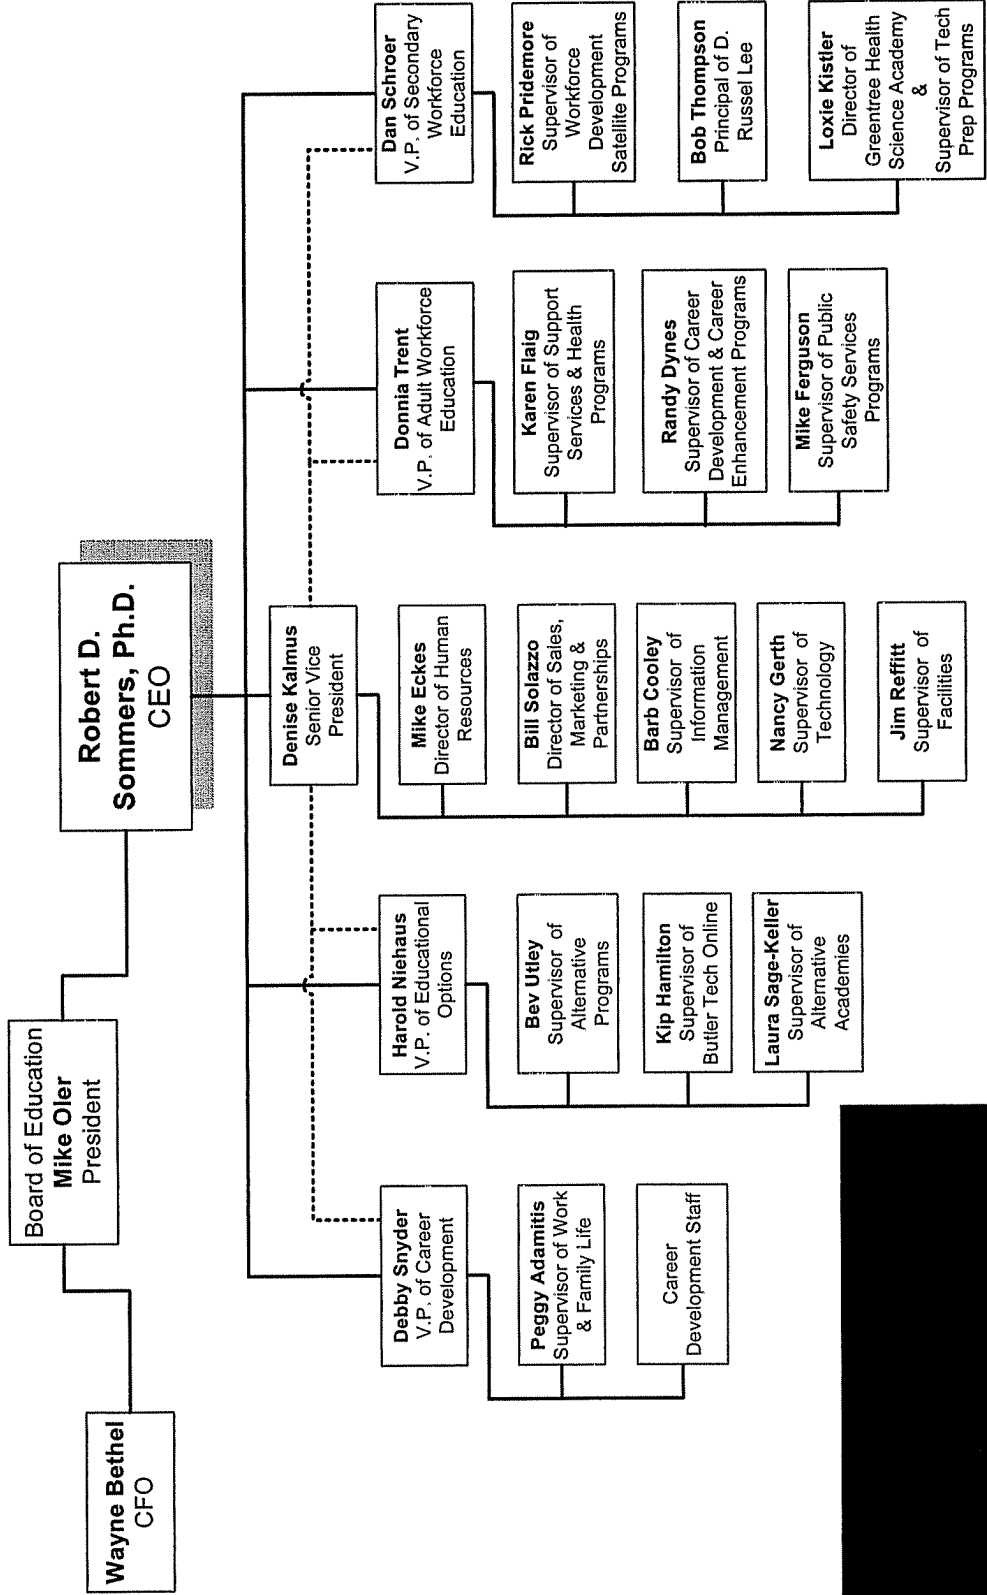 Board of Education
Mike Oler
President
Wayne Bethel
CFO
Robert D.
Sommers, Ph.D.
CEO
Denise Kalmus
Senior Vice
President
Debby Snyder
V.P. of Career
Development
Peggy Adamitis
Supervisor of Work
& Family Life
Career
Development Staff
Harold Niehaus
V.P. of Educational
Options
Bev Utley
Supervisor of
Alternative
Programs
Kip Hamilton
Supervisor of
Butler Tech Online
Laura Sage-Keller
Supervisor of
Alternative
Academies
Mike Eckes
Director of Human
Resources
Bill Solazzo
Director of Sales,
Marketing &
Partnerships
Barb Cooley
Supervisor of
Information
Management
Nancy Gerth
Supervisor of
Technology
Jim Reffitt
Supervisor of
Facilities
Donnia Trent
V.P. of Adult Workforce
Education
Karen Flaig
Supervisor of Support
Services & Health
Programs
Randy Dynes
Supervisor of Career
Development & Career
Enhancement Programs
Mike Ferguson
Supervisor of Public
Safety Services
Programs
Dan Schroer
V.P. of Secondary
Workforce
Education
Rick Pridemore
Supervisor of
Workforce
Development
Satellite Programs
Bob Thompson
Principal of D.
Russel Lee
Loxie Kistler
Director of
Greentree Health
Science Academy
&
Supervisor of Tech
Prep Programs